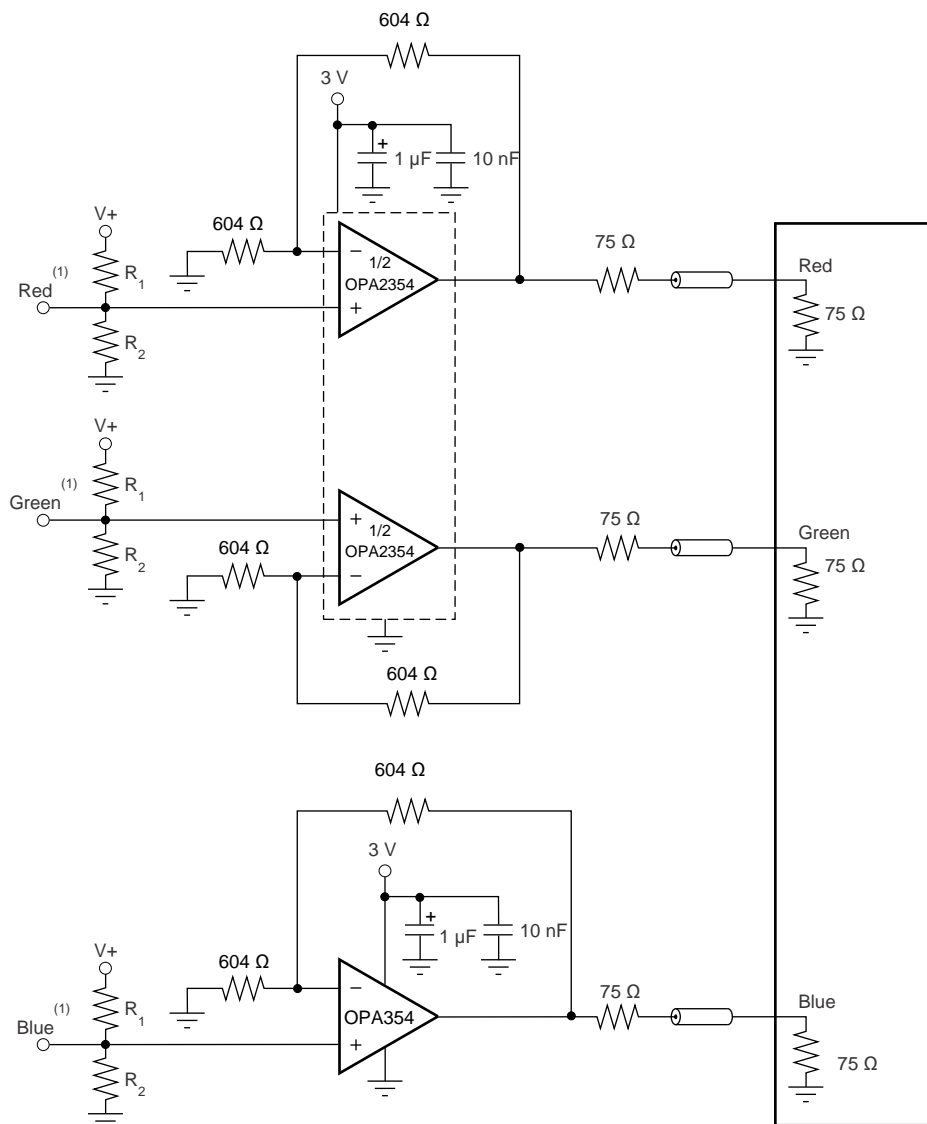 604 Ω
3 V
+
1 µF
10 nF
V+
604 Ω
R1
Red (1)
R2
−
1/2
OPA2354
+
75 Ω
Red
75 Ω
V+
R1
Green (1)
R2
604 Ω
+
1/2
OPA2354
−
75 Ω
Green
75 Ω
604 Ω
604 Ω
3 V
+
1 µF
10 nF
V+
604 Ω
R1
Blue (1)
R2
−
OPA354
+
75 Ω
Blue
75 Ω